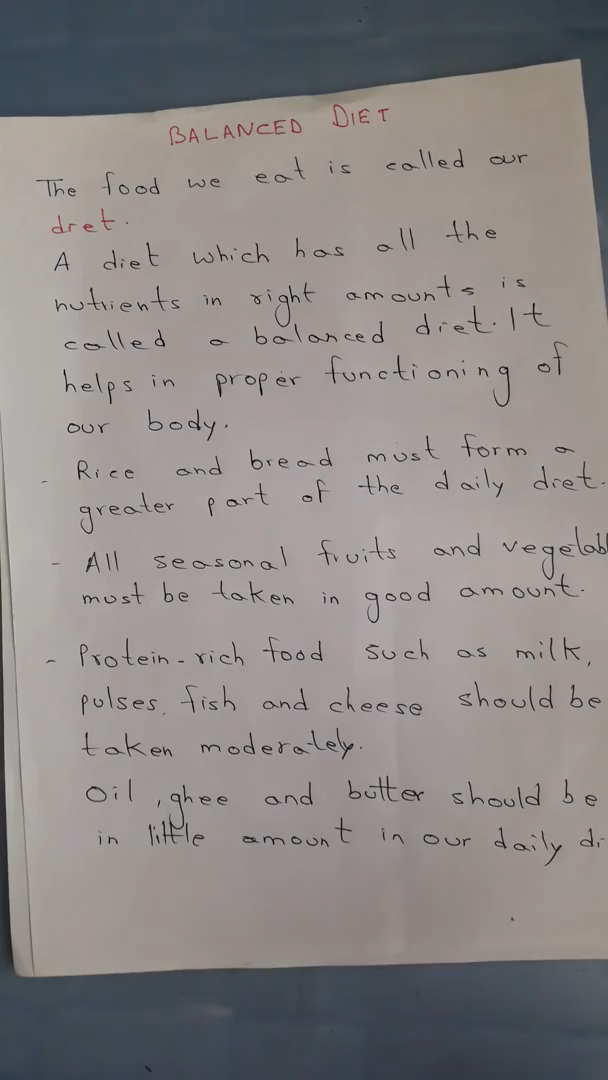 BALANCED DIET
The food we eat is called our
dret.
A diet which has all the
nutrients in right amounts is
called a balanced diet. It
helps in proper functioning of
our body.
- Rice and bread must form a
greater part of the daily diet.
- All seasonal fruits and vegetabl
must be taken in good amount.
- Protein-rich food such as milk,
pulses, fish and cheese should be
taken moderately.
Oil, ghee and butter should be
in little amount in our daily di